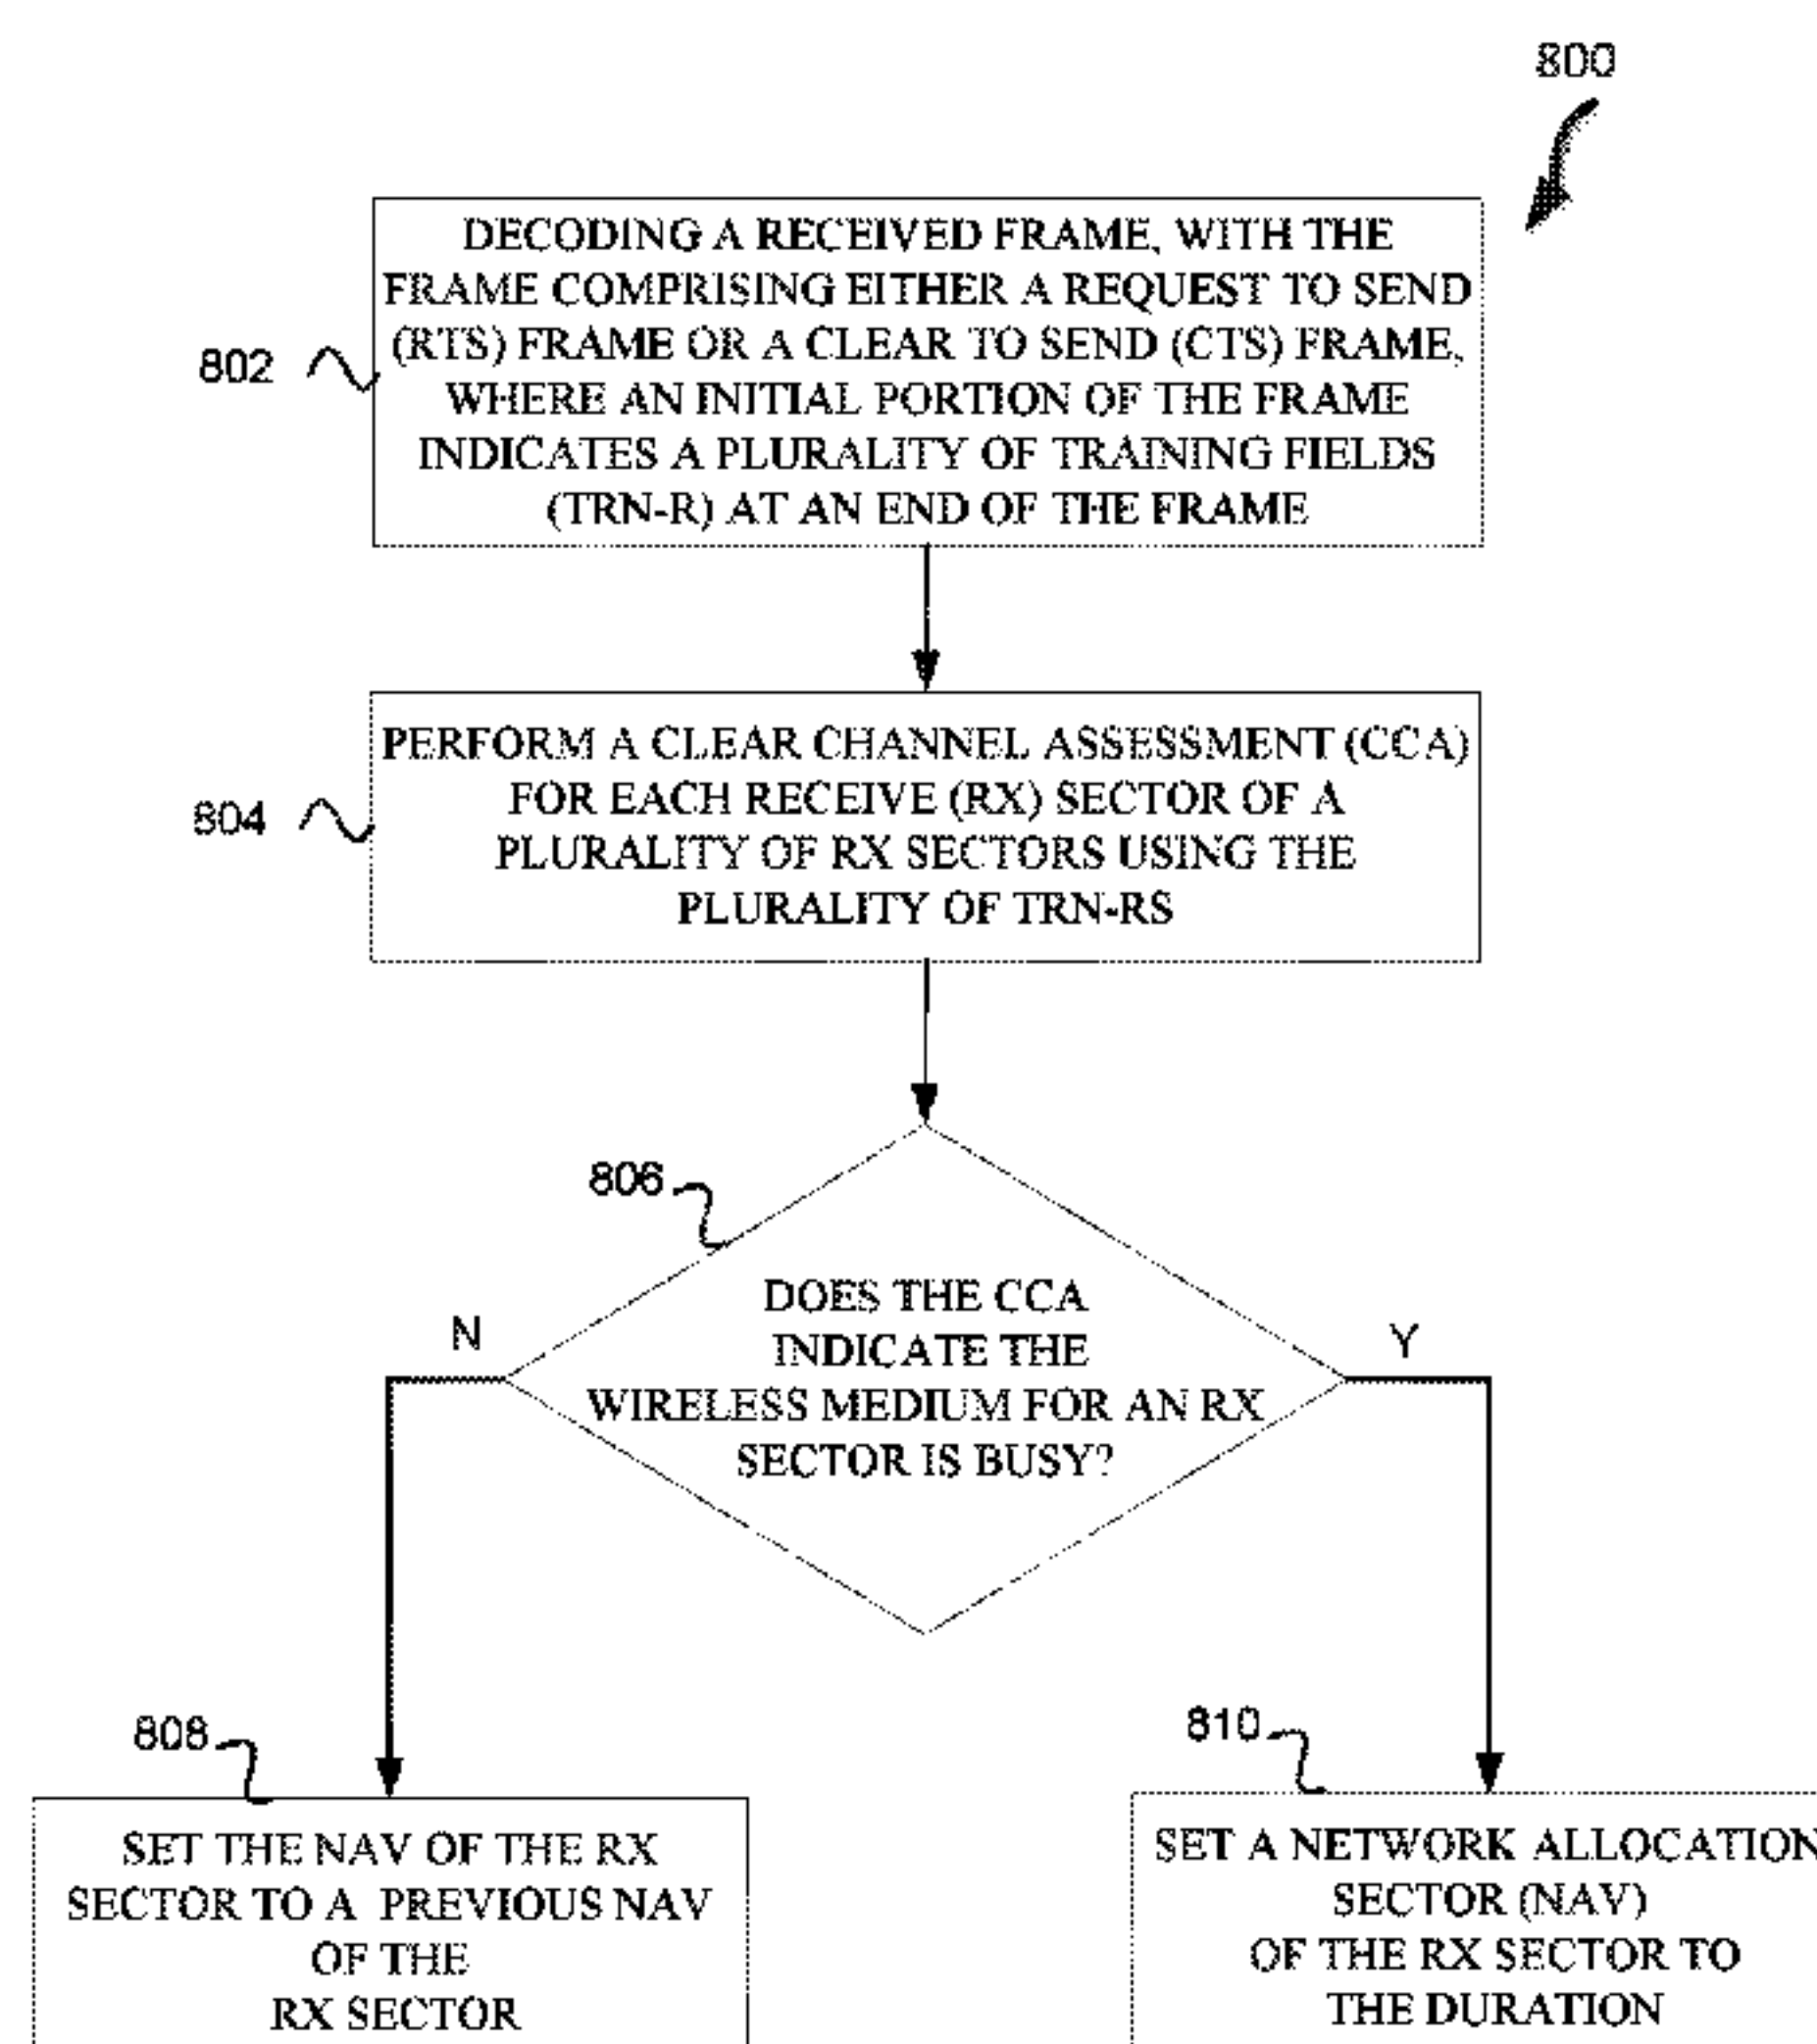 800
DECODING A RECEIVED FRAME, WITH THE
FRAME COMPRISING EITHER A REQUEST TO SEND
(RTS) FRAME OR A CLEAR TO SEND (CTS) FRAME,
WHERE AN INITIAL PORTION OF THE FRAME
INDICATES A PLURALITY OF TRAINING FIELDS
(TRN-R) AT AN END OF THE FRAME
802
PERFORM A CLEAR CHANNEL ASSESSMENT (CCA)
FOR EACH RECEIVE (RX) SECTOR OF A
PLURALITY OF RX SECTORS USING THE
PLURALITY OF TRN-RS
804
806
DOES THE CCA
INDICATE THE
WIRELESS MEDIUM FOR AN RX
SECTOR IS BUSY?
N
Y
808
SET THE NAV OF THE RX
SECTOR TO A PREVIOUS NAV
OF THE
RX SECTOR
810
SET A NETWORK ALLOCATION
SECTOR (NAV)
OF THE RX SECTOR TO
THE DURATION